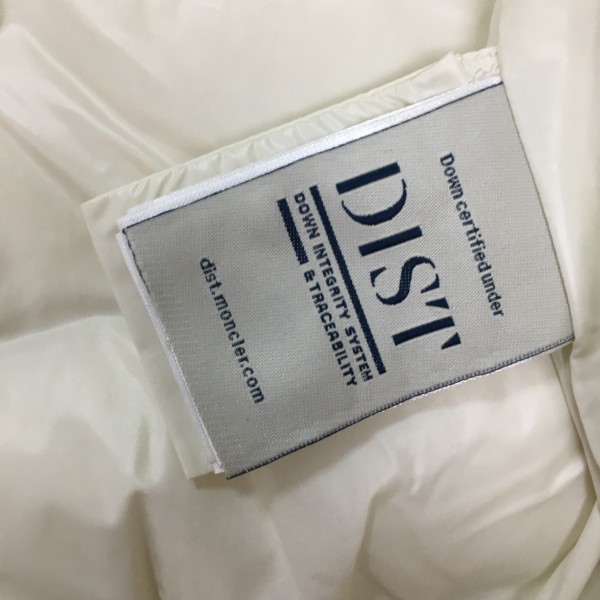 Down certified under
DIST
DOWN INTEGRITY SYSTEM
& TRACEABILITY
dist.moncler.com